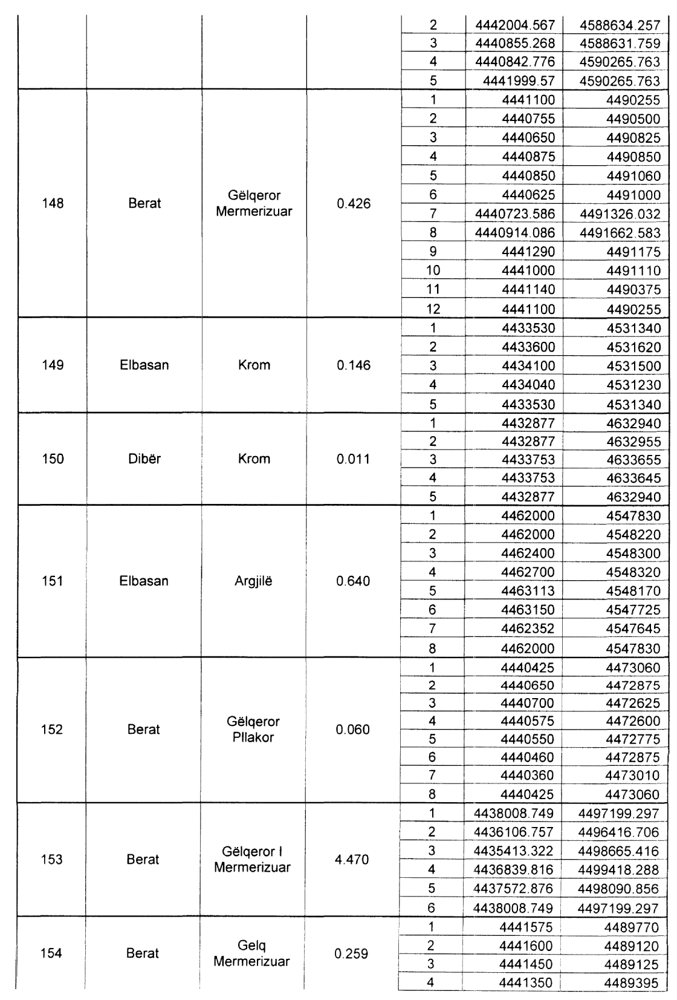 2 4442004.567 4588634.257
3 4440855.268 4588631.759
4 4440842.776 4590265.763
5 4441999.57 4590265.763
148 Berat Gëlqeror Mermerizuar 0.426
1 4441100 4490255
2 4440755 4490500
3 4440650 4490825
4 4440875 4490850
5 4440850 4491060
6 4440625 4491000
7 4440723.586 4491326.032
8 4440914.086 4491662.583
9 4441290 4491175
10 4441000 4491110
11 4441140 4490375
12 4441100 4490255
149 Elbasan Krom 0.146
1 4433530 4531340
2 4433600 4531620
3 4434100 4531500
4 4434040 4531230
5 4433530 4531340
150 Dibër Krom 0.011
1 4432877 4632940
2 4432877 4632955
3 4433753 4633655
4 4433753 4633645
5 4432877 4632940
151 Elbasan Argjilë 0.640
1 4462000 4547830
2 4462000 4548220
3 4462400 4548300
4 4462700 4548320
5 4463113 4548170
6 4463150 4547725
7 4462352 4547645
8 4462000 4547830
152 Berat Gëlqeror Pllakor 0.060
1 4440425 4473060
2 4440650 4472875
3 4440700 4472625
4 4440575 4472600
5 4440550 4472775
6 4440460 4472875
7 4440360 4473010
8 4440425 4473060
153 Berat Gëlqeror I Mermerizuar 4.470
1 4438008.749 4497199.297
2 4436106.757 4496416.706
3 4435413.322 4498665.416
4 4436839.816 4499418.288
5 4437572.876 4498090.856
6 4438008.749 4497199.297
154 Berat Gelq Mermerizuar 0.259
1 4441575 4489770
2 4441600 4489120
3 4441450 4489125
4 4441350 4489395